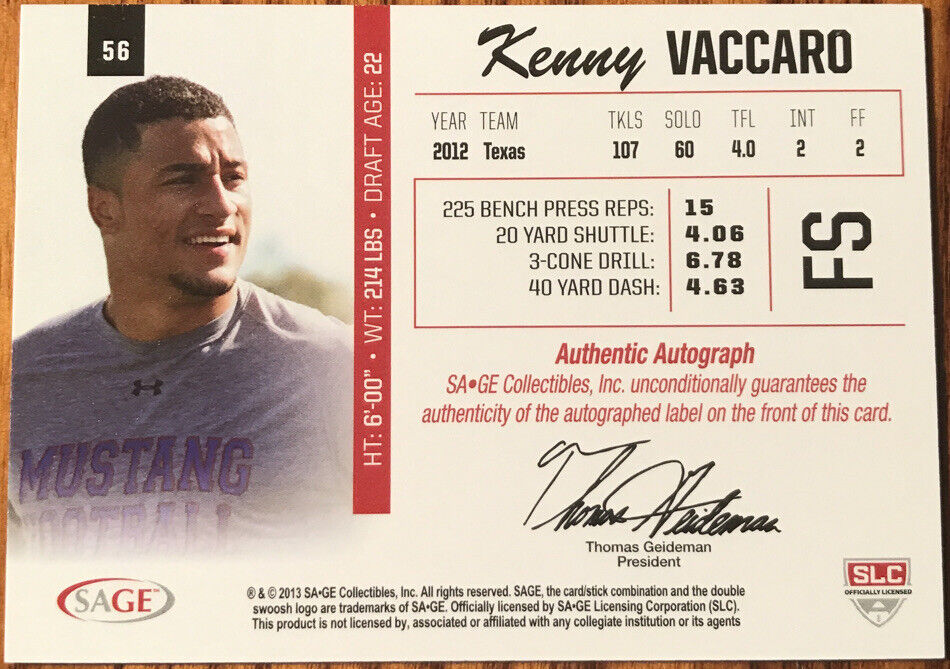 56
Kenny VACCARO
HT: 6'-00" • WT: 214 LBS • DRAFT AGE: 22
YEAR TEAM TKLS SOLO TFL INT FF
2012 Texas 107 60 4.0 2 2
225 BENCH PRESS REPS: 15
20 YARD SHUTTLE: 4.06
3-CONE DRILL: 6.78
40 YARD DASH: 4.63
FS
Authentic Autograph
SA•GE Collectibles, Inc. unconditionally guarantees the
authenticity of the autographed label on the front of this card.
Thomas Geideman
Thomas Geideman
President
MUSTANG
FOOTBALL
SAGE™
® & © 2013 SA•GE Collectibles, Inc. All rights reserved. SAGE, the card/stick combination and the double
swoosh logo are trademarks of SA•GE. Officially licensed by SA•GE Licensing Corporation (SLC).
This product is not licensed by, associated or affiliated with any collegiate institution or its agents
SLC
OFFICIALLY LICENSED